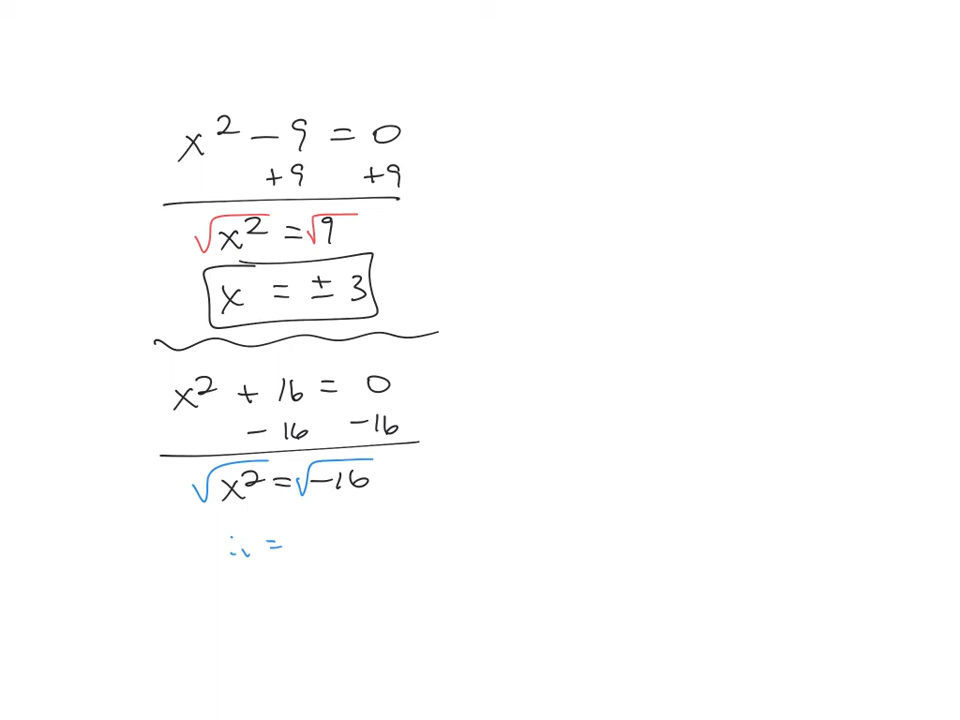 x² − 9 = 0
+9 +9
√x² = √9
x = ± 3
x² + 16 = 0
− 16 −16
√x² = √−16
=